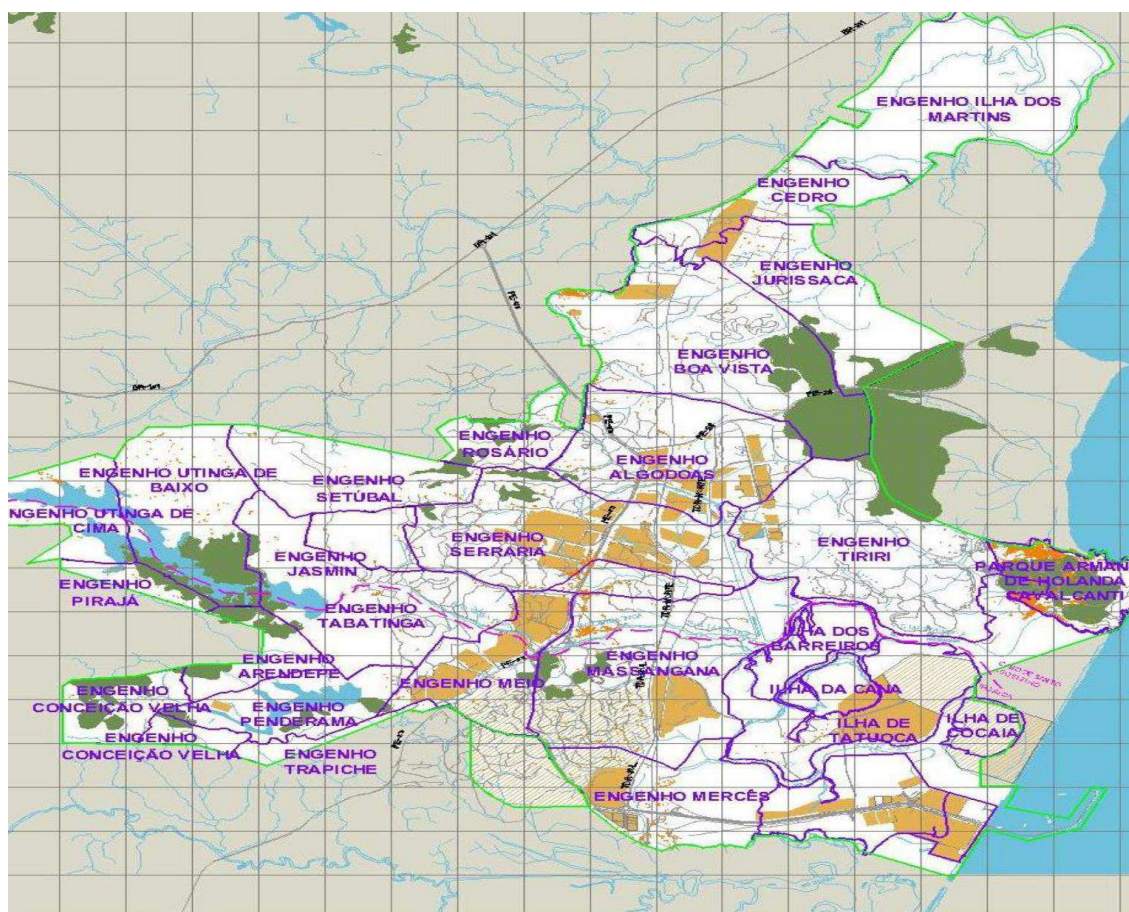 ENGENHO ILHA DOS
MARTINS
ENGENHO
CEDRO
ENGENHO
JURISSACA
ENGENHO
BOA VISTA
ENGENHO
ROSÁRIO
ENGENHO
ALGODOAS
ENGENHO UTINGA DE
BAIXO
ENGENHO
SETÚBAL
NGENHO UTINGA DE
CIMA
ENGENHO
SERRARIA
ENGENHO
TIRIRI
ENGENHO
JASMIN
PARQUE ARMAN
DE HOLANDA
CAVALCANTI
ENGENHO
PIRAJÁ
ENGENHO
TABATINGA
ILHA DOS
BARREIROS
ENGENHO
MASSANGANA
ENGENHO
ARENDEPE
ENGENHO MEIO
ILHA DA CANA
ENGENHO
CONCEIÇÃO VELHA
ENGENHO
PENDERAMA
ILHA DE
TATUOCA
ILHA DE
COCAIA
ENGENHO
CONCEIÇÃO VELHA
ENGENHO
TRAPICHE
ENGENHO MERCÊS